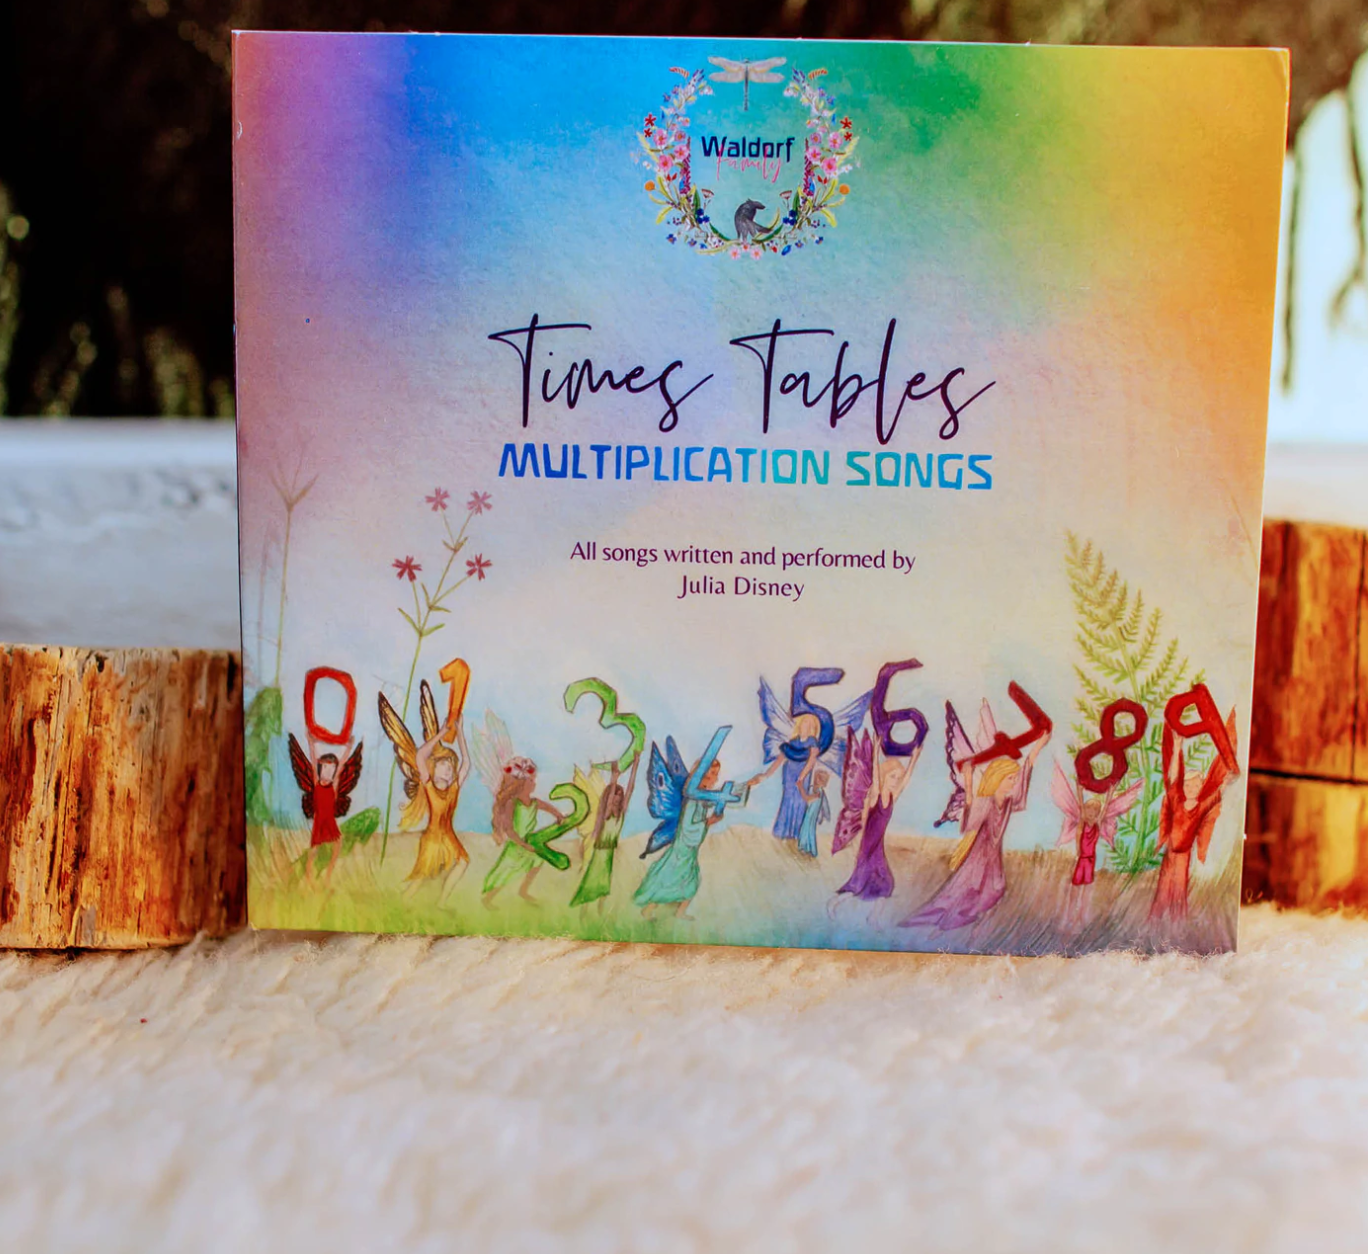 Waldorf
family
Times Tables
MULTIPLICATION SONGS
All songs written and performed by
Julia Disney
0 1 2 3 4 5 6 7 8 9